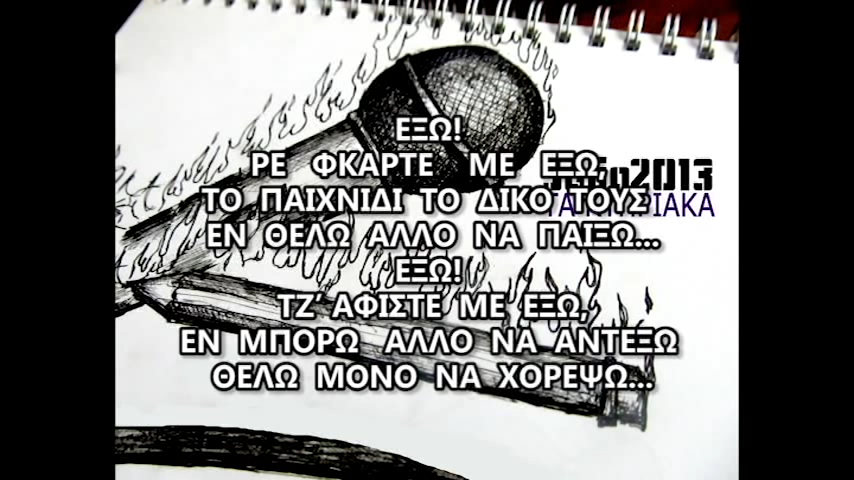 ΕΞΩ!
ΡΕ ΦΚΑΡΤΕ ΜΕ ΕΞΩ,
2013
ΤΟ ΠΑΙΧΝΙΔΙ ΤΟ ΔΙΚΟ ΤΟΥΣ
ΕΝ ΘΕΛΩ ΑΛΛΟ ΝΑ ΠΑΙΞΩ...
ΕΞΩ!
ΤΖ' ΑΦΙΣΤΕ ΜΕ ΕΞΩ,
ΕΝ ΜΠΟΡΩ ΑΛΛΟ ΝΑ ΑΝΤΕΞΩ
ΘΕΛΩ ΜΟΝΟ ΝΑ ΧΟΡΕΨΩ...